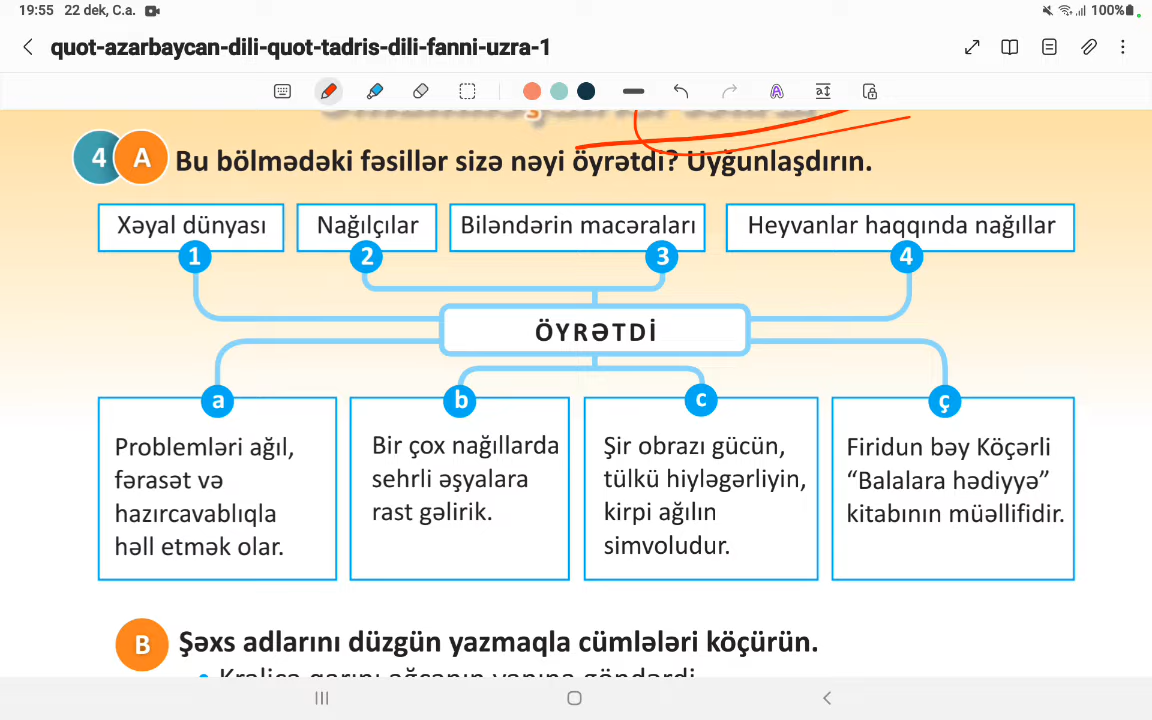 19:55 22 dek, C.a. 100%
quot-azarbaycan-dili-quot-tadris-dili-fanni-uzra-1
4 A Bu bölmədəki fəsillər sizə nəyi öyrətdi? Uyğunlaşdırın.
Xəyal dünyası Nağılçılar Biləndərin macəraları Heyvanlar haqqında nağıllar
1 2 3 4
ÖYRƏTDİ
a
Problemləri ağıl,
fərasət və
hazırcavablıqla
həll etmək olar.
b
Bir çox nağıllarda
sehrli əşyalara
rast gəlirik.
c
Şir obrazı gücün,
tülkü hiyləgərliyin,
kirpi ağılın
simvoludur.
ç
Firidun bəy Köçərli
“Balalara hədiyyə”
kitabının müəllifidir.
B Şəxs adlarını düzgün yazmaqla cümlələri köçürün.